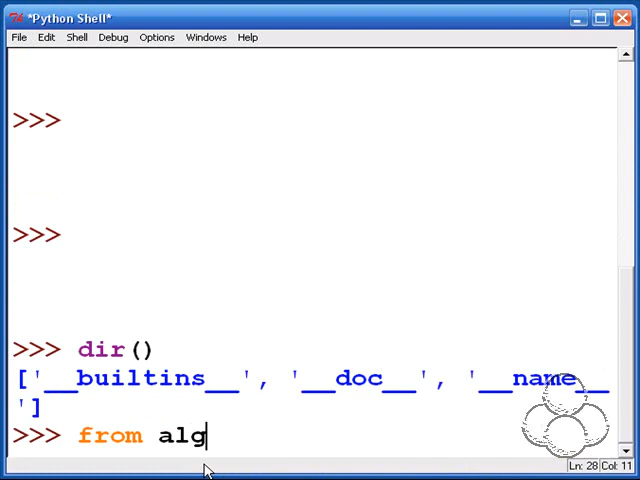 *Python Shell*
File Edit Shell Debug Options Windows Help
>>>
>>>
>>> dir()
['__builtins__', '__doc__', '__name__
']
>>> from alg
Ln: 28 Col: 11